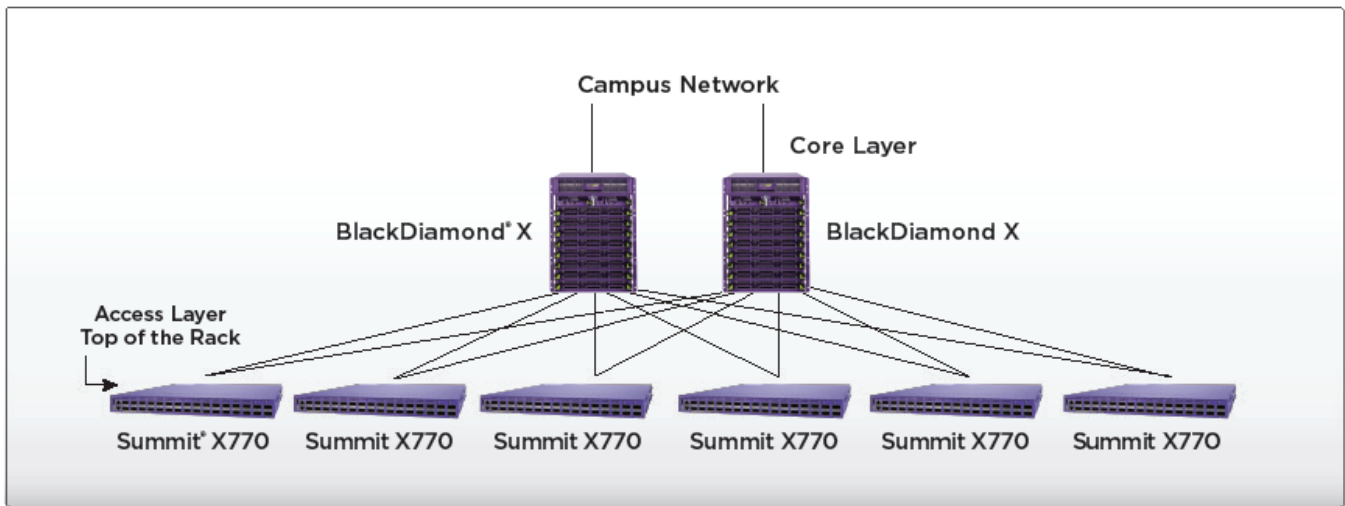 Campus Network
Core Layer
BlackDiamond® X
BlackDiamond X
Access Layer
Top of the Rack
Summit® X770
Summit X770
Summit X770
Summit X770
Summit X770
Summit X770